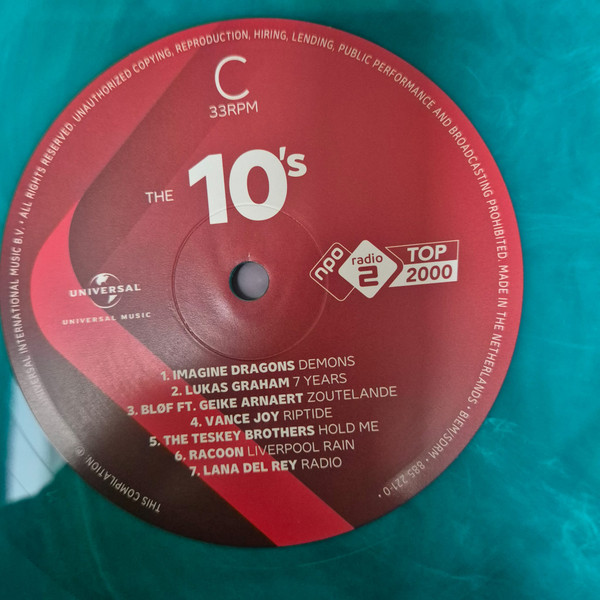 C
33RPM
THE 10's
npo radio 2 TOP 2000
UNIVERSAL
UNIVERSAL MUSIC
1. IMAGINE DRAGONS DEMONS
2. LUKAS GRAHAM 7 YEARS
3. BLØF FT. GEIKE ARNAERT ZOUTELANDE
4. VANCE JOY RIPTIDE
5. THE TESKEY BROTHERS HOLD ME
6. RACOON LIVERPOOL RAIN
7. LANA DEL REY RADIO
THIS COMPILATION ℗ UNIVERSAL INTERNATIONAL MUSIC B.V. • ALL RIGHTS RESERVED. UNAUTHORIZED COPYING, REPRODUCTION, HIRING, LENDING, PUBLIC PERFORMANCE AND BROADCASTING PROHIBITED. MADE IN THE NETHERLANDS • BIEM/SDRM • 885 221-0 •